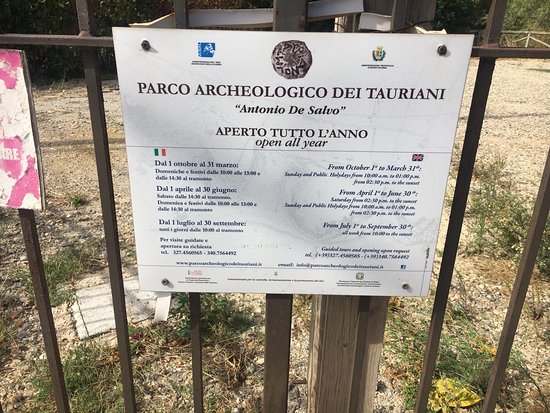 PARCO ARCHEOLOGICO DEI TAURIANI
"Antonio De Salvo"
APERTO TUTTO L'ANNO
open all year
Dal 1 ottobre al 31 marzo:
Domeniche e festivi dalle 10:00 alle 13:00 e
dalle 14:30 al tramonto
Dal 1 aprile al 30 giugno:
Sabato dalle 14:30 al tramonto.
Domenica e festivi dalle 10:00 alle 13:00 e
dalle 14:30 al tramonto
Dal 1 luglio al 30 settembre:
tutti i giorni dalle 10:00 al tramonto
Per visite guidate e
apertura su richiesta
tel. 327.4560565 - 340.7564492
From October 1st to March 31st:
Sunday and Public Holydays from 10:00 a.m. to 01:00 p.m.
from 02:30 p.m. to the sunset
From April 1st to June 30th:
Saturday from 02:30 p.m. to the sunset
Sunday and Public Holydays from 10:00 a.m. to 01:00 p.m.
from 02:30 p.m. to the sunset
From July 1st to September 30th:
all week from 10:00 to the sunset
Guided tours and opening upon request
tel. (+39)327.4560565 / (+39)340.7564492
www.parcoarcheologicodeitauriani.it
email: info@parcoarcheologicodeitauriani.it
&